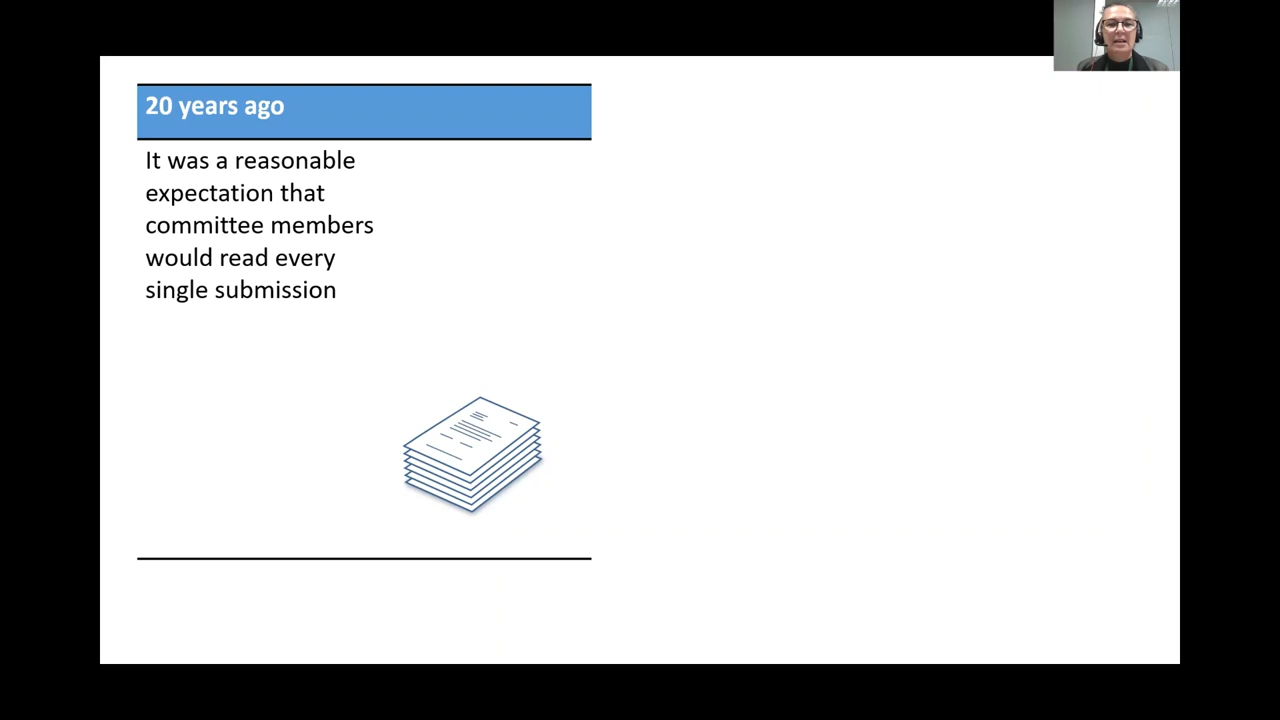 20 years ago
It was a reasonable
expectation that
committee members
would read every
single submission